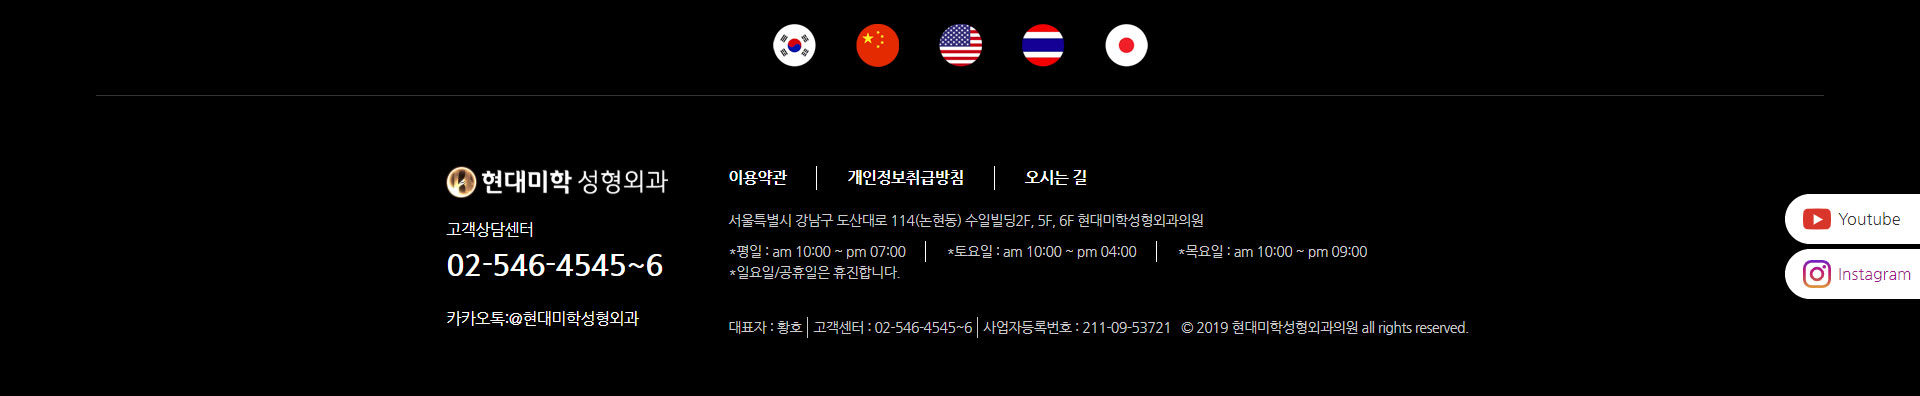 현대미학 성형외과
고객상담센터
02-546-4545~6
카카오톡:@현대미학성형외과
이용약관 개인정보취급방침 오시는 길
서울특별시 강남구 도산대로 114(논현동) 수일빌딩2F, 5F, 6F 현대미학성형외과의원
*평일 : am 10:00 ~ pm 07:00 *토요일 : am 10:00 ~ pm 04:00 *목요일 : am 10:00 ~ pm 09:00
*일요일/공휴일은 휴진합니다.
대표자 : 황호 고객센터 : 02-546-4545~6 사업자등록번호 : 211-09-53721 © 2019 현대미학성형외과의원 all rights reserved.
Youtube
Instagram